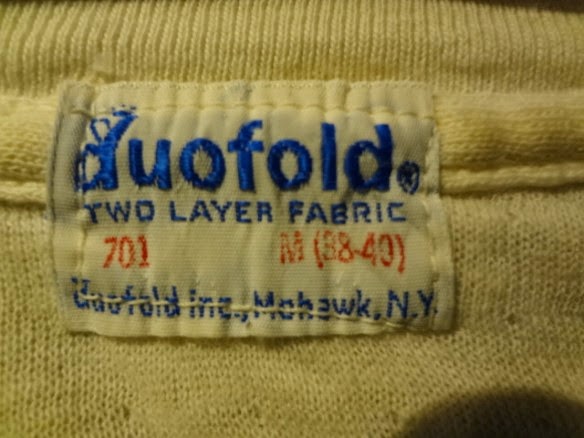 duofold®
TWO LAYER FABRIC
701 M (38-40)
duofold inc., Mohawk, N.Y.